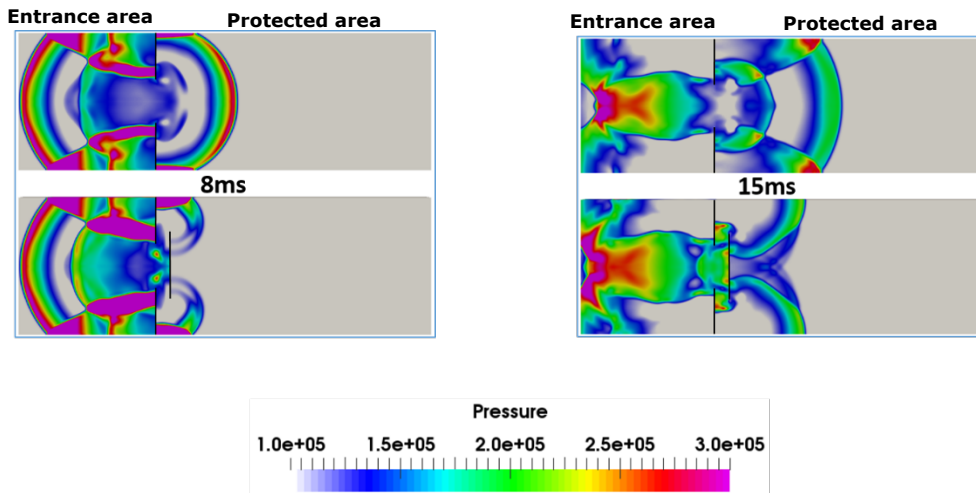 Entrance area Protected area
Entrance area Protected area
8ms
15ms
Pressure
1.0e+05 1.5e+05 2.0e+05 2.5e+05 3.0e+05